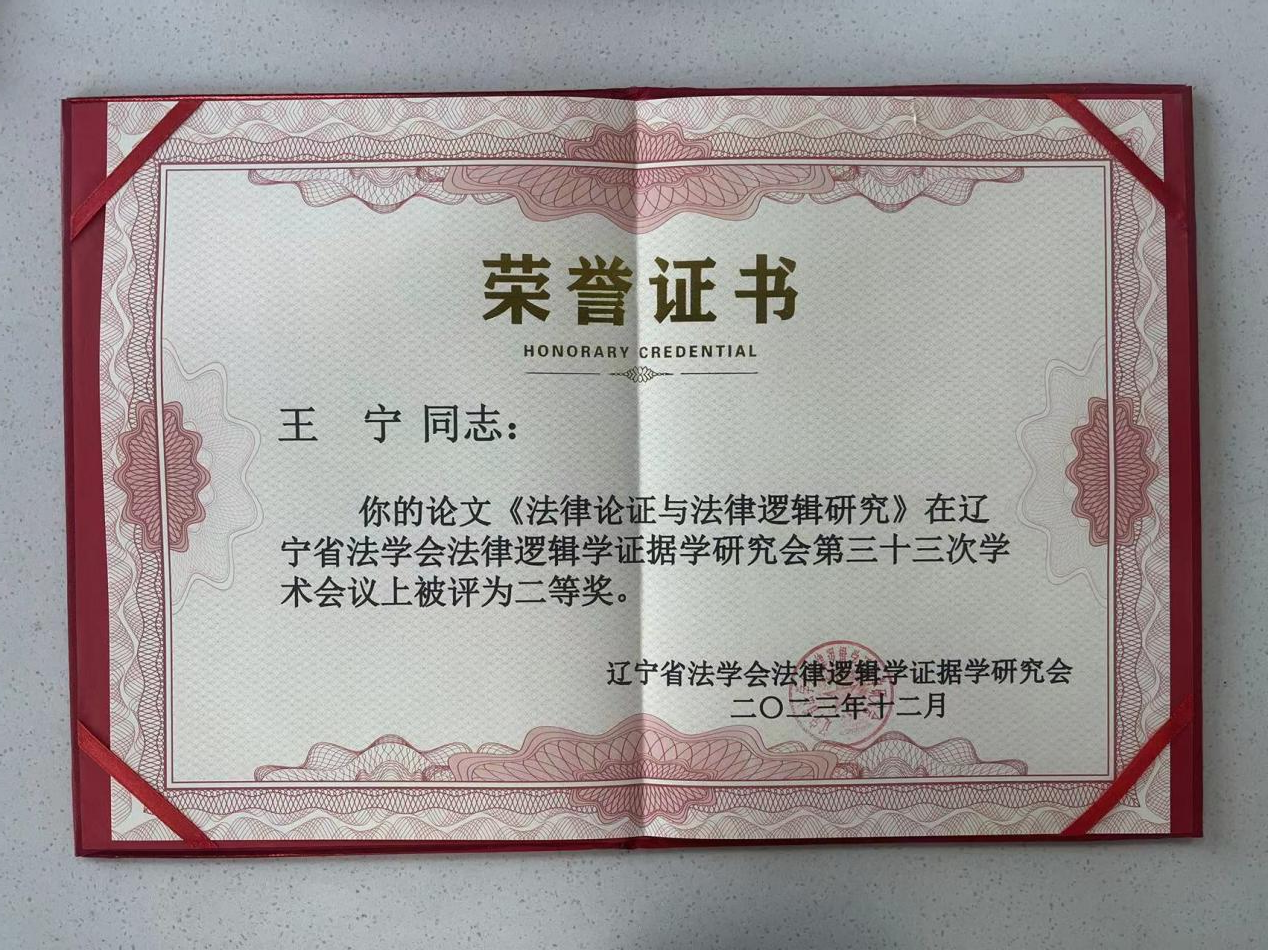 荣誉证书
HONORARY CREDENTIAL
王 宁 同志：
你的论文《法律论证与法律逻辑研究》在辽
宁省法学会法律逻辑学证据学研究会第三十三次学
术会议上被评为二等奖。
辽宁省法学会法律逻辑学证据学研究会
二〇二三年十二月